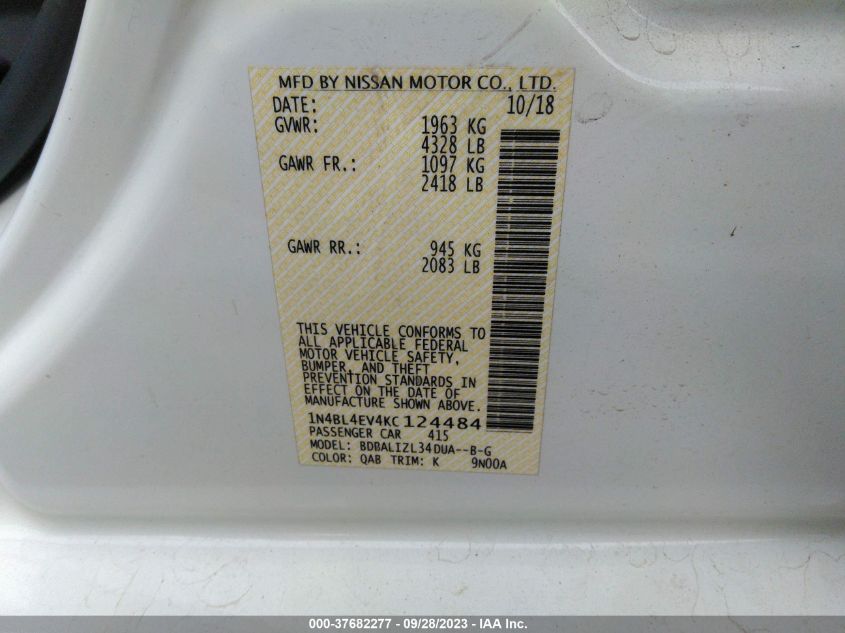 MFD BY NISSAN MOTOR CO., LTD.
DATE: 10/18
GVWR: 1963 KG
4328 LB
GAWR FR.: 1097 KG
2418 LB
GAWR RR.: 945 KG
2083 LB
THIS VEHICLE CONFORMS TO
ALL APPLICABLE FEDERAL
MOTOR VEHICLE SAFETY,
BUMPER, AND THEFT
PREVENTION STANDARDS IN
EFFECT ON THE DATE OF
MANUFACTURE SHOWN ABOVE.
1N4BL4EV4KC124484
PASSENGER CAR 415
MODEL: BDBALIZL34DUA--B-G
COLOR: QAB TRIM: K 9N00A
000-37682277 - 09/28/2023 - IAA Inc.